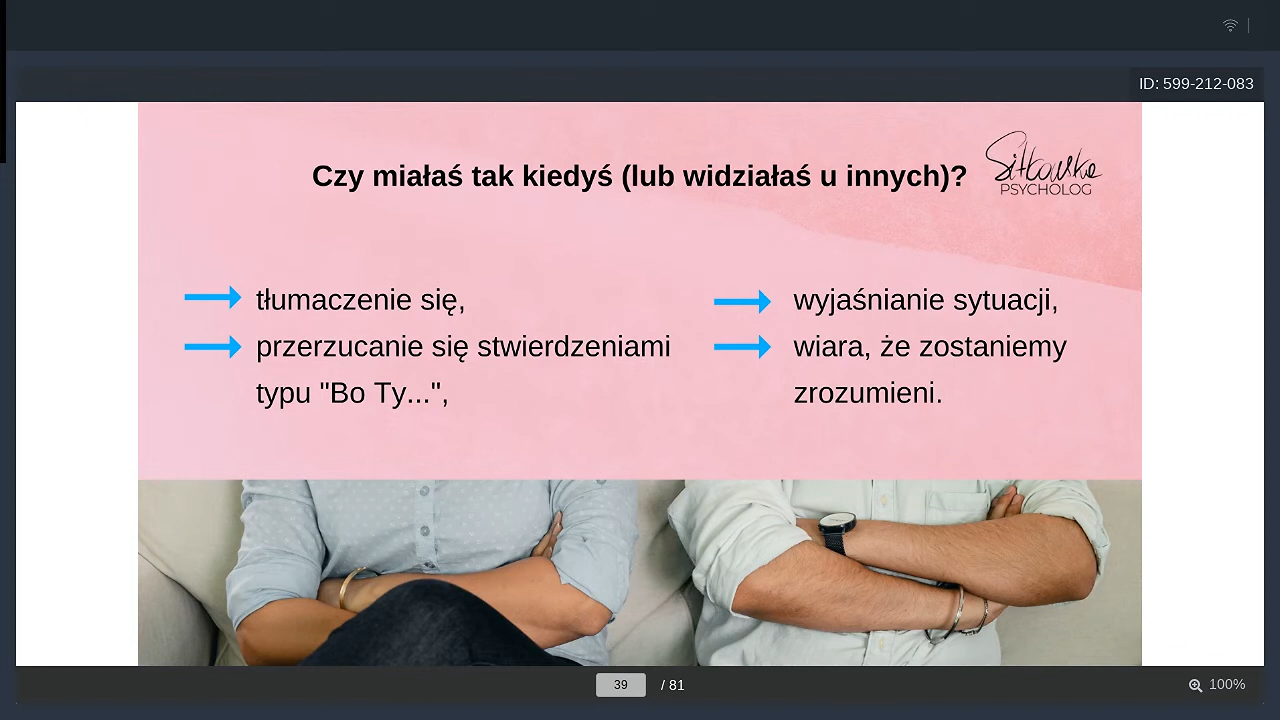 ID: 599-212-083
Czy miałaś tak kiedyś (lub widziałaś u innych)?
Siłkowska
PSYCHOLOG
tłumaczenie się,
przerzucanie się stwierdzeniami
typu "Bo Ty...",
wyjaśnianie sytuacji,
wiara, że zostaniemy
zrozumieni.
39 / 81
100%